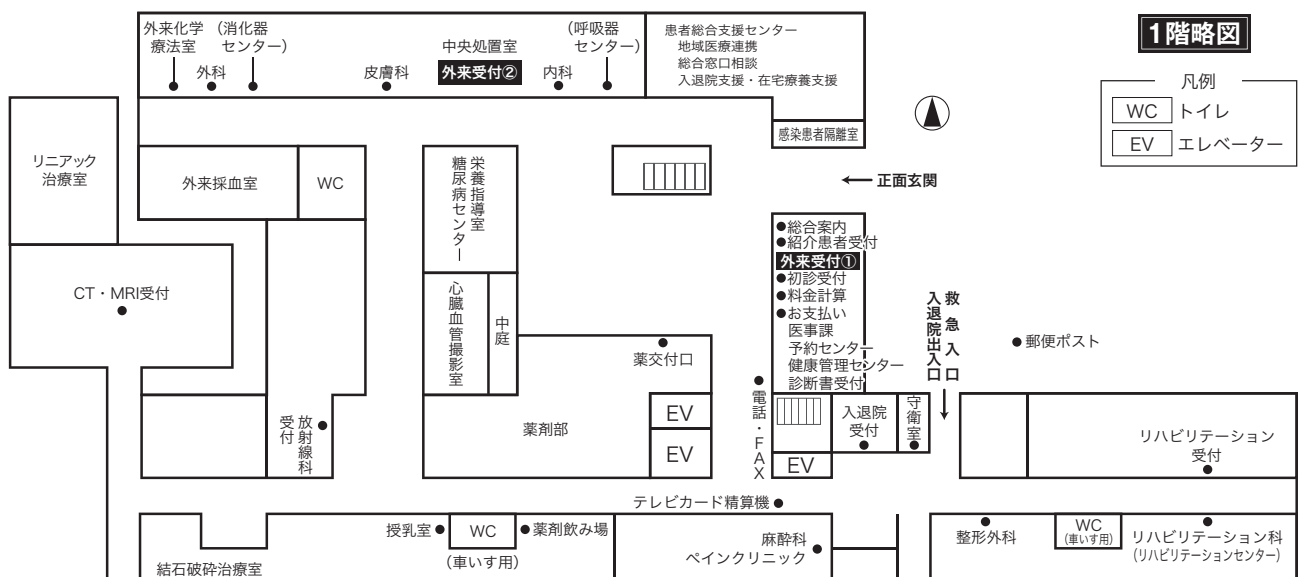 1階略図
凡例
WC トイレ
EV エレベーター
外来化学
療法室
(消化器
センター)
外科
皮膚科
中央処置室
外来受付②
内科
(呼吸器
センター)
患者総合支援センター
地域医療連携
総合窓口相談
入退院支援・在宅療養支援
感染患者隔離室
リニアック
治療室
外来採血室
WC
栄養指導室
糖尿病センター
正面玄関
総合案内
紹介患者受付
外来受付①
初診受付
料金計算
お支払い
医事課
予約センター
健康管理センター
診断書受付
CT・MRI受付
心臓血管撮影室
中庭
薬交付口
救急入口
入退院出入口
郵便ポスト
放射線科
受付
薬剤部
EV
EV
電話・FAX
EV
入退院
受付
守衛室
リハビリテーション
受付
テレビカード精算機
結石破砕治療室
授乳室
WC
(車いす用)
薬剤飲み場
麻酔科
ペインクリニック
整形外科
WC
(車いす用)
リハビリテーション科
(リハビリテーションセンター)